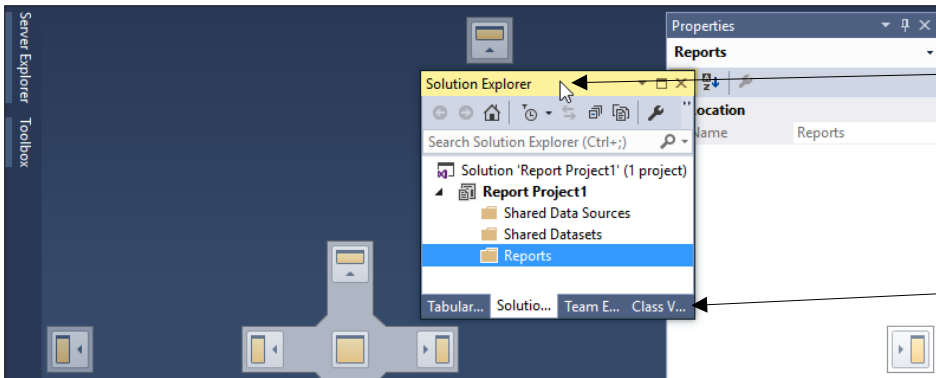 Server Explorer
Toolbox
Solution Explorer
Search Solution Explorer (Ctrl+;)
Solution 'Report Project1' (1 project)
Report Project1
Shared Data Sources
Shared Datasets
Reports
Tabular... Solutio... Team E... Class V...
Properties
Reports
ocation
Name Reports